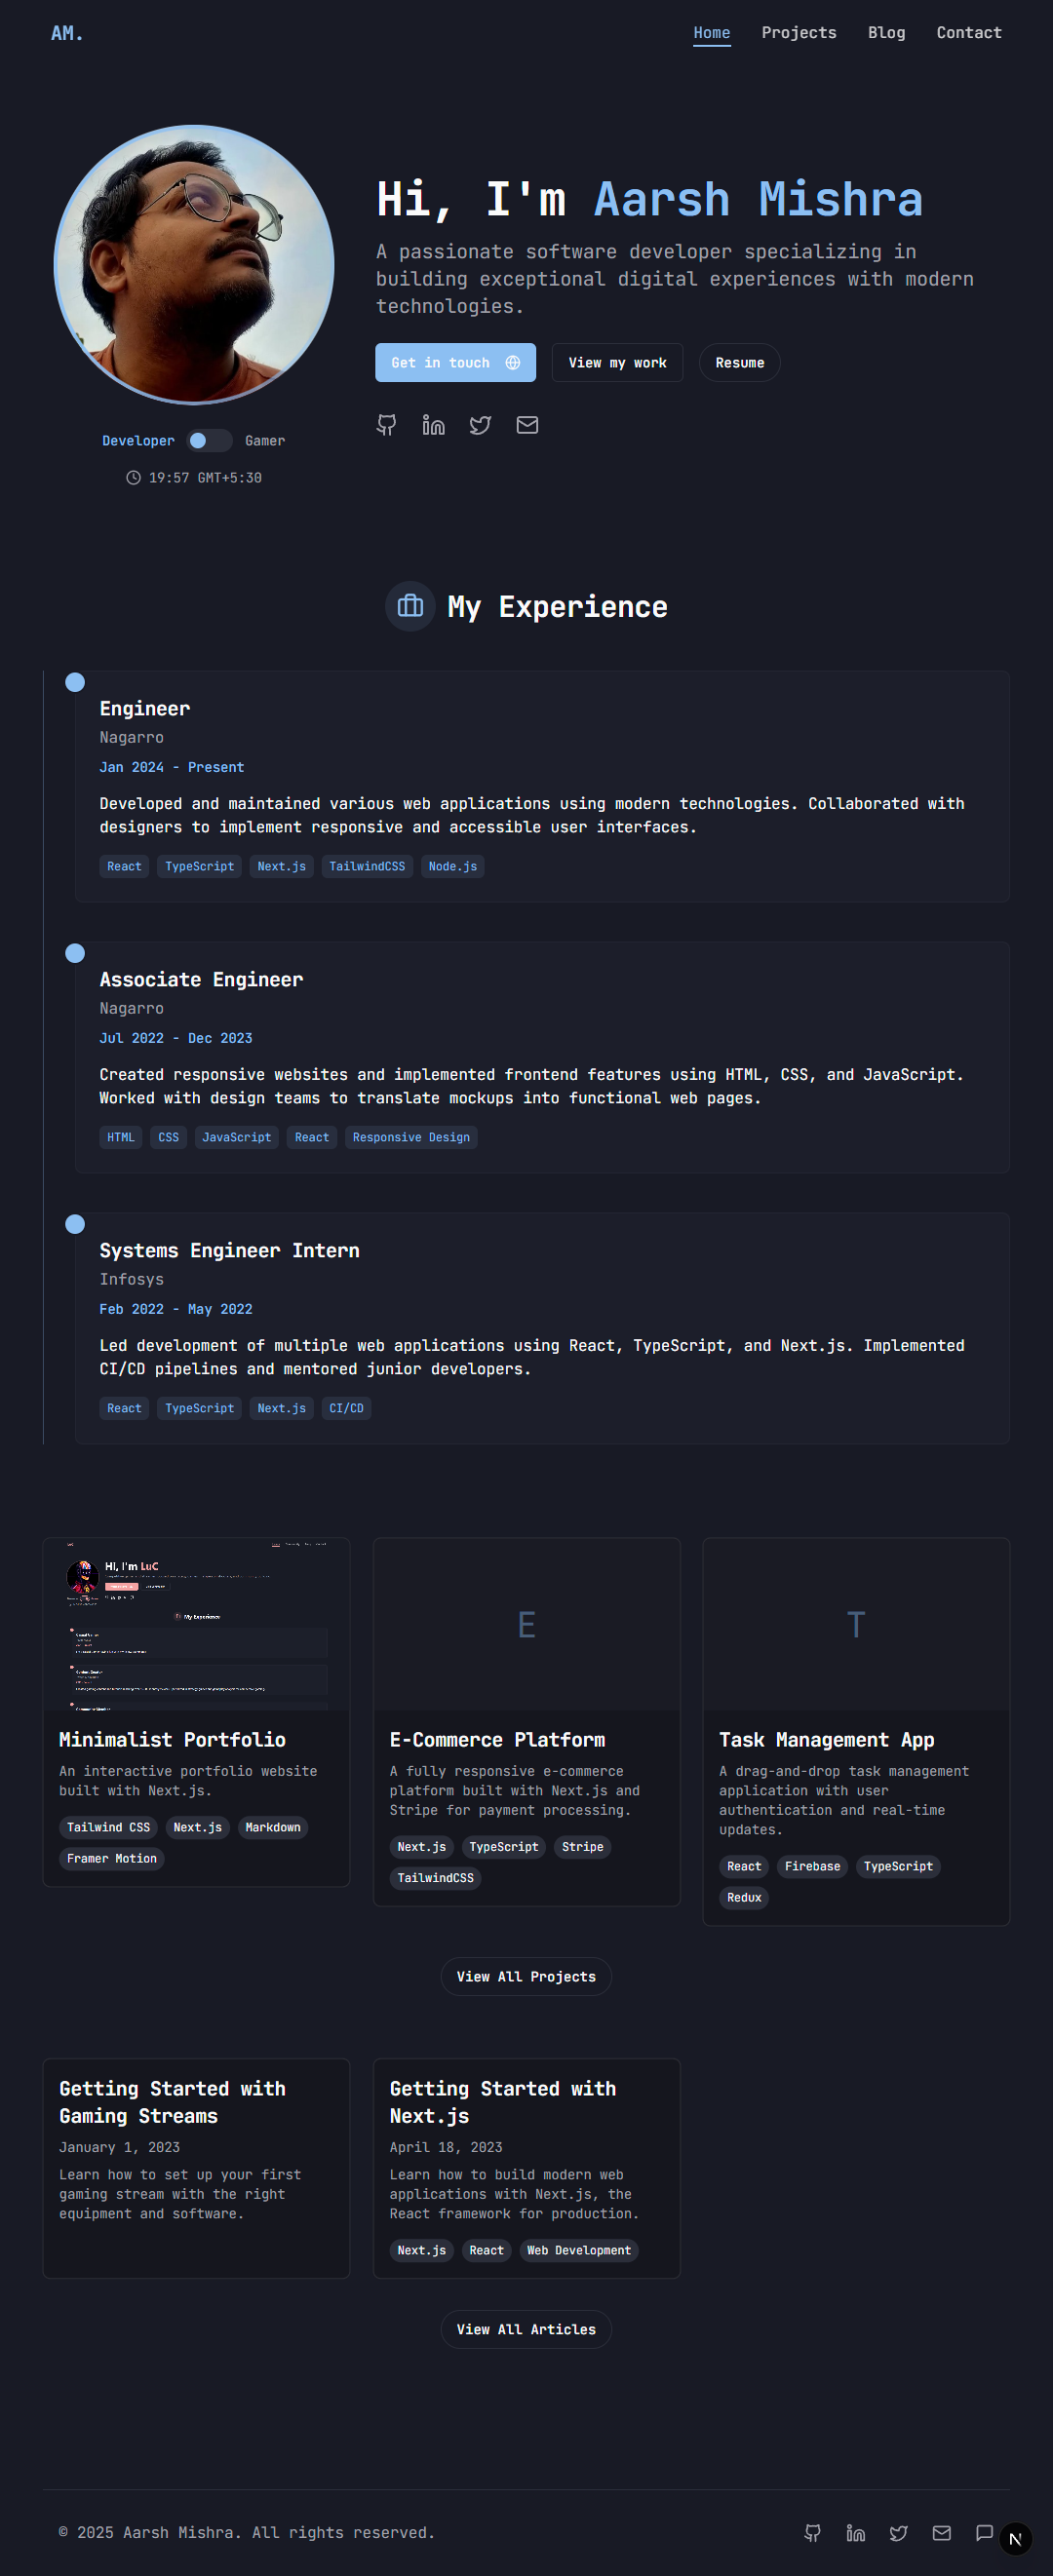 AM.
Home Projects Blog Contact
Hi, I'm Aarsh Mishra
A passionate software developer specializing in
building exceptional digital experiences with modern
technologies.
Get in touch View my work Resume
Developer Gamer
19:57 GMT+5:30
My Experience
Engineer
Nagarro
Jan 2024 - Present
Developed and maintained various web applications using modern technologies. Collaborated with
designers to implement responsive and accessible user interfaces.
React TypeScript Next.js TailwindCSS Node.js
Associate Engineer
Nagarro
Jul 2022 - Dec 2023
Created responsive websites and implemented frontend features using HTML, CSS, and JavaScript.
Worked with design teams to translate mockups into functional web pages.
HTML CSS JavaScript React Responsive Design
Systems Engineer Intern
Infosys
Feb 2022 - May 2022
Led development of multiple web applications using React, TypeScript, and Next.js. Implemented
CI/CD pipelines and mentored junior developers.
React TypeScript Next.js CI/CD
Hi, I'm LuC
My Experience
Minimalist Portfolio
An interactive portfolio website
built with Next.js.
Tailwind CSS Next.js Markdown
Framer Motion
E
E-Commerce Platform
A fully responsive e-commerce
platform built with Next.js and
Stripe for payment processing.
Next.js TypeScript Stripe
TailwindCSS
T
Task Management App
A drag-and-drop task management
application with user
authentication and real-time
updates.
React Firebase TypeScript
Redux
View All Projects
Getting Started with
Gaming Streams
January 1, 2023
Learn how to set up your first
gaming stream with the right
equipment and software.
Getting Started with
Next.js
April 18, 2023
Learn how to build modern web
applications with Next.js, the
React framework for production.
Next.js React Web Development
View All Articles
© 2025 Aarsh Mishra. All rights reserved.
N